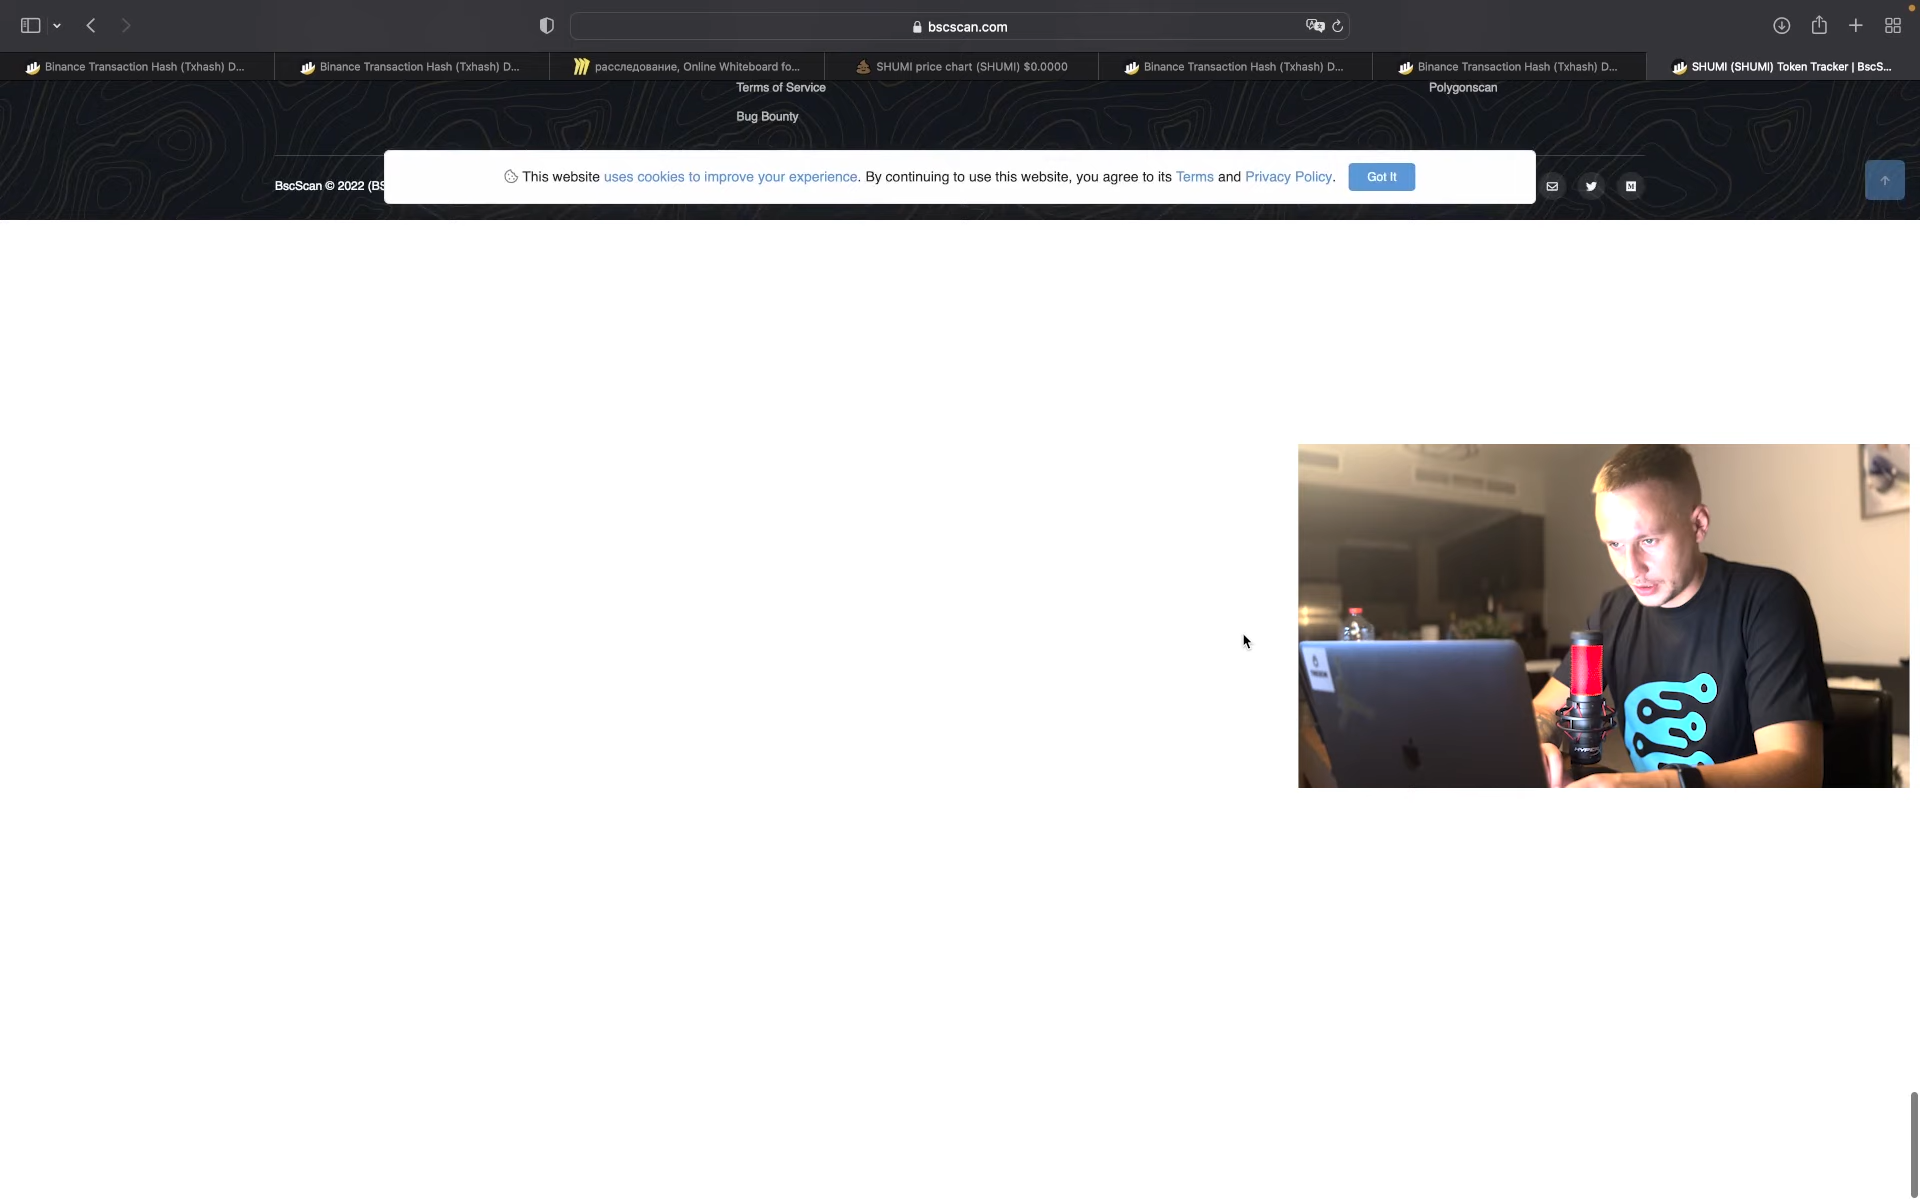 bscscan.com
Binance Transaction Hash (Txhash) D...
Binance Transaction Hash (Txhash) D...
расследование, Online Whiteboard fo...
SHUMI price chart (SHUMI) $0.0000
Binance Transaction Hash (Txhash) D...
Binance Transaction Hash (Txhash) D...
SHUMI (SHUMI) Token Tracker | BscS...
Terms of Service
Polygonscan
Bug Bounty
BscScan © 2022 (BS
This website uses cookies to improve your experience. By continuing to use this website, you agree to its Terms and Privacy Policy.
Got It
HYPERX